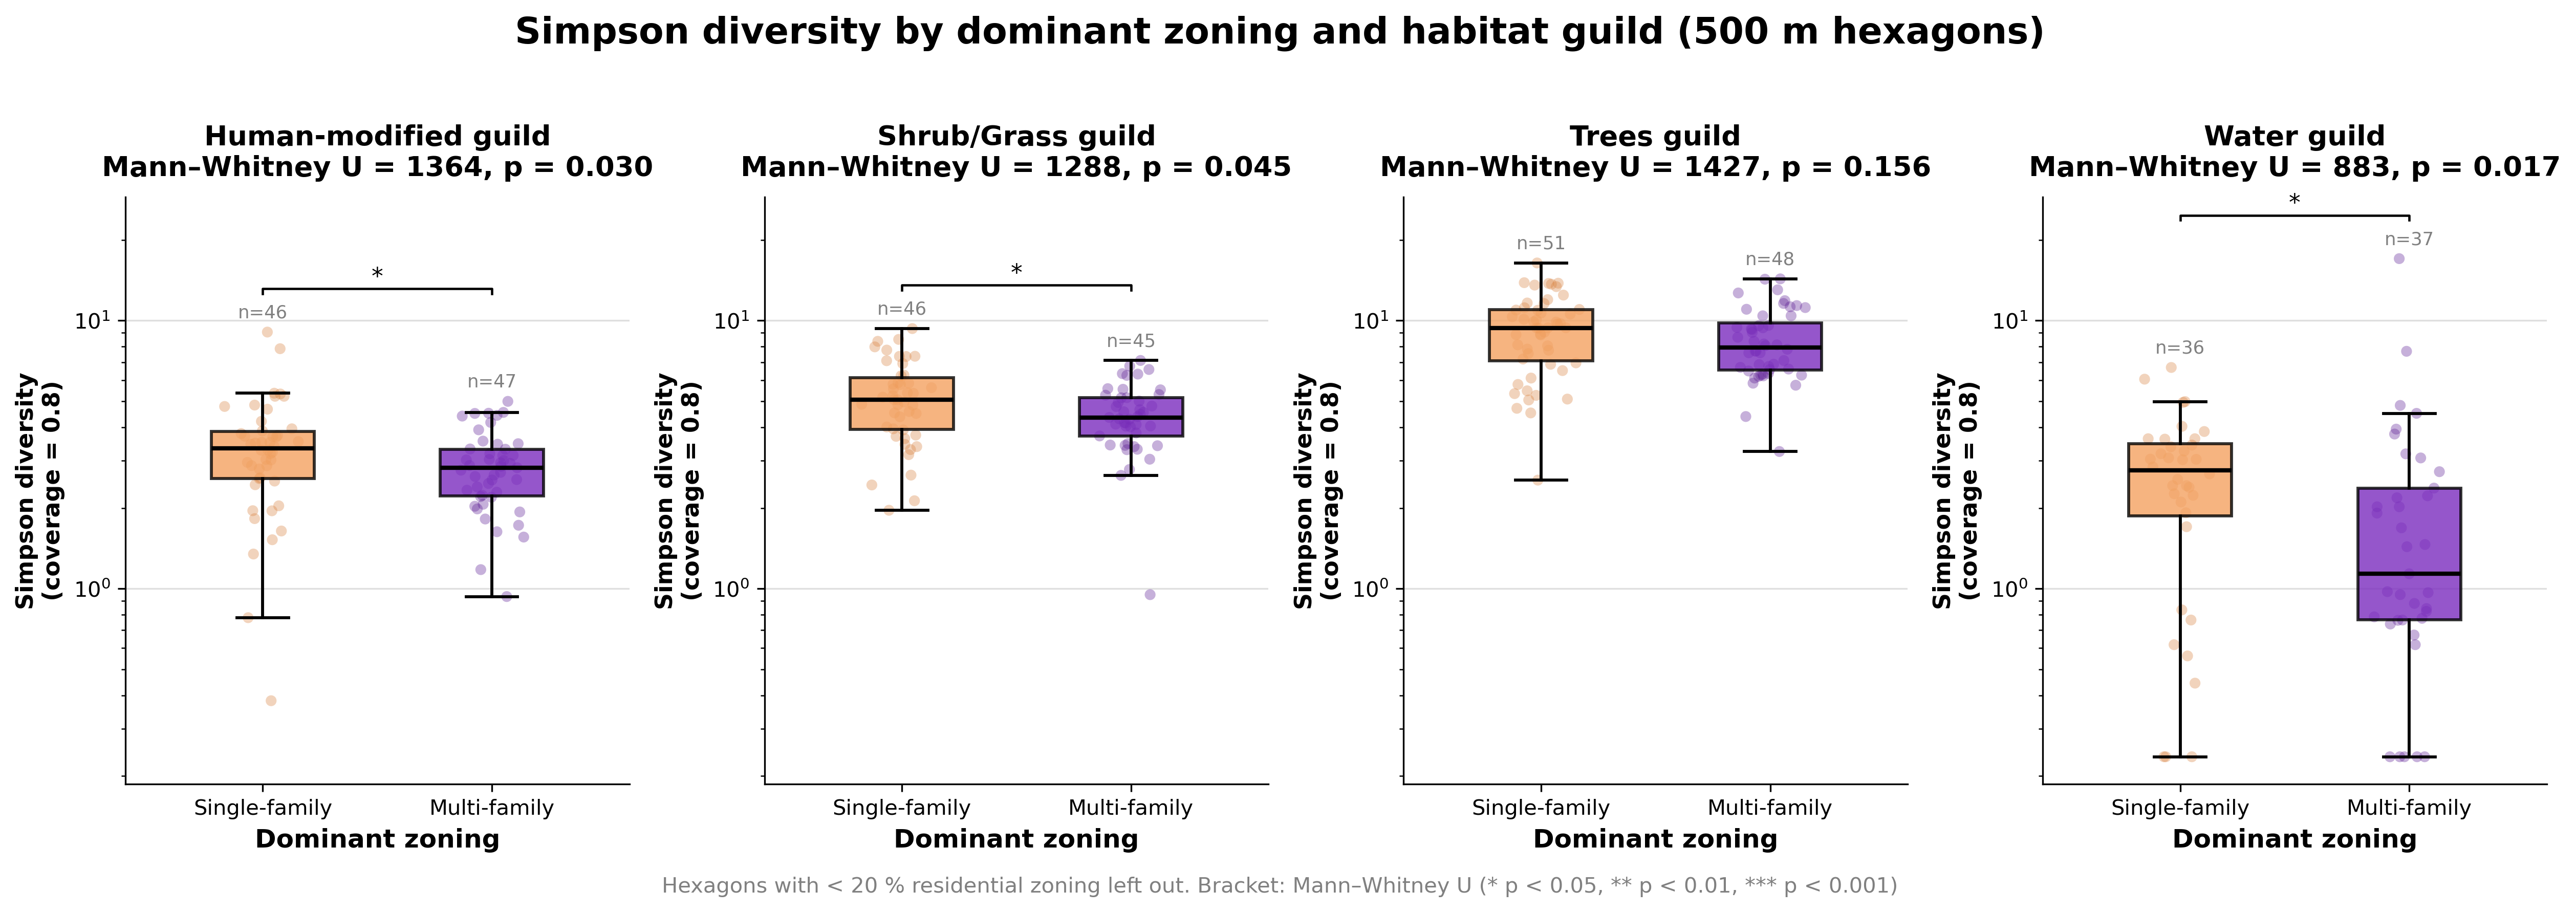 Simpson diversity by dominant zoning and habitat guild (500 m hexagons)
Human-modified guild
Mann–Whitney U = 1364, p = 0.030
Simpson diversity
(coverage = 0.8)
10¹
10⁰
n=46
*
n=47
Single-family
Multi-family
Dominant zoning
Shrub/Grass guild
Mann–Whitney U = 1288, p = 0.045
Simpson diversity
(coverage = 0.8)
10¹
10⁰
n=46
*
n=45
Single-family
Multi-family
Dominant zoning
Trees guild
Mann–Whitney U = 1427, p = 0.156
Simpson diversity
(coverage = 0.8)
10¹
10⁰
n=51
n=48
Single-family
Multi-family
Dominant zoning
Water guild
Mann–Whitney U = 883, p = 0.017
Simpson diversity
(coverage = 0.8)
10¹
10⁰
n=36
*
n=37
Single-family
Multi-family
Dominant zoning
Hexagons with < 20 % residential zoning left out. Bracket: Mann–Whitney U (* p < 0.05, ** p < 0.01, *** p < 0.001)